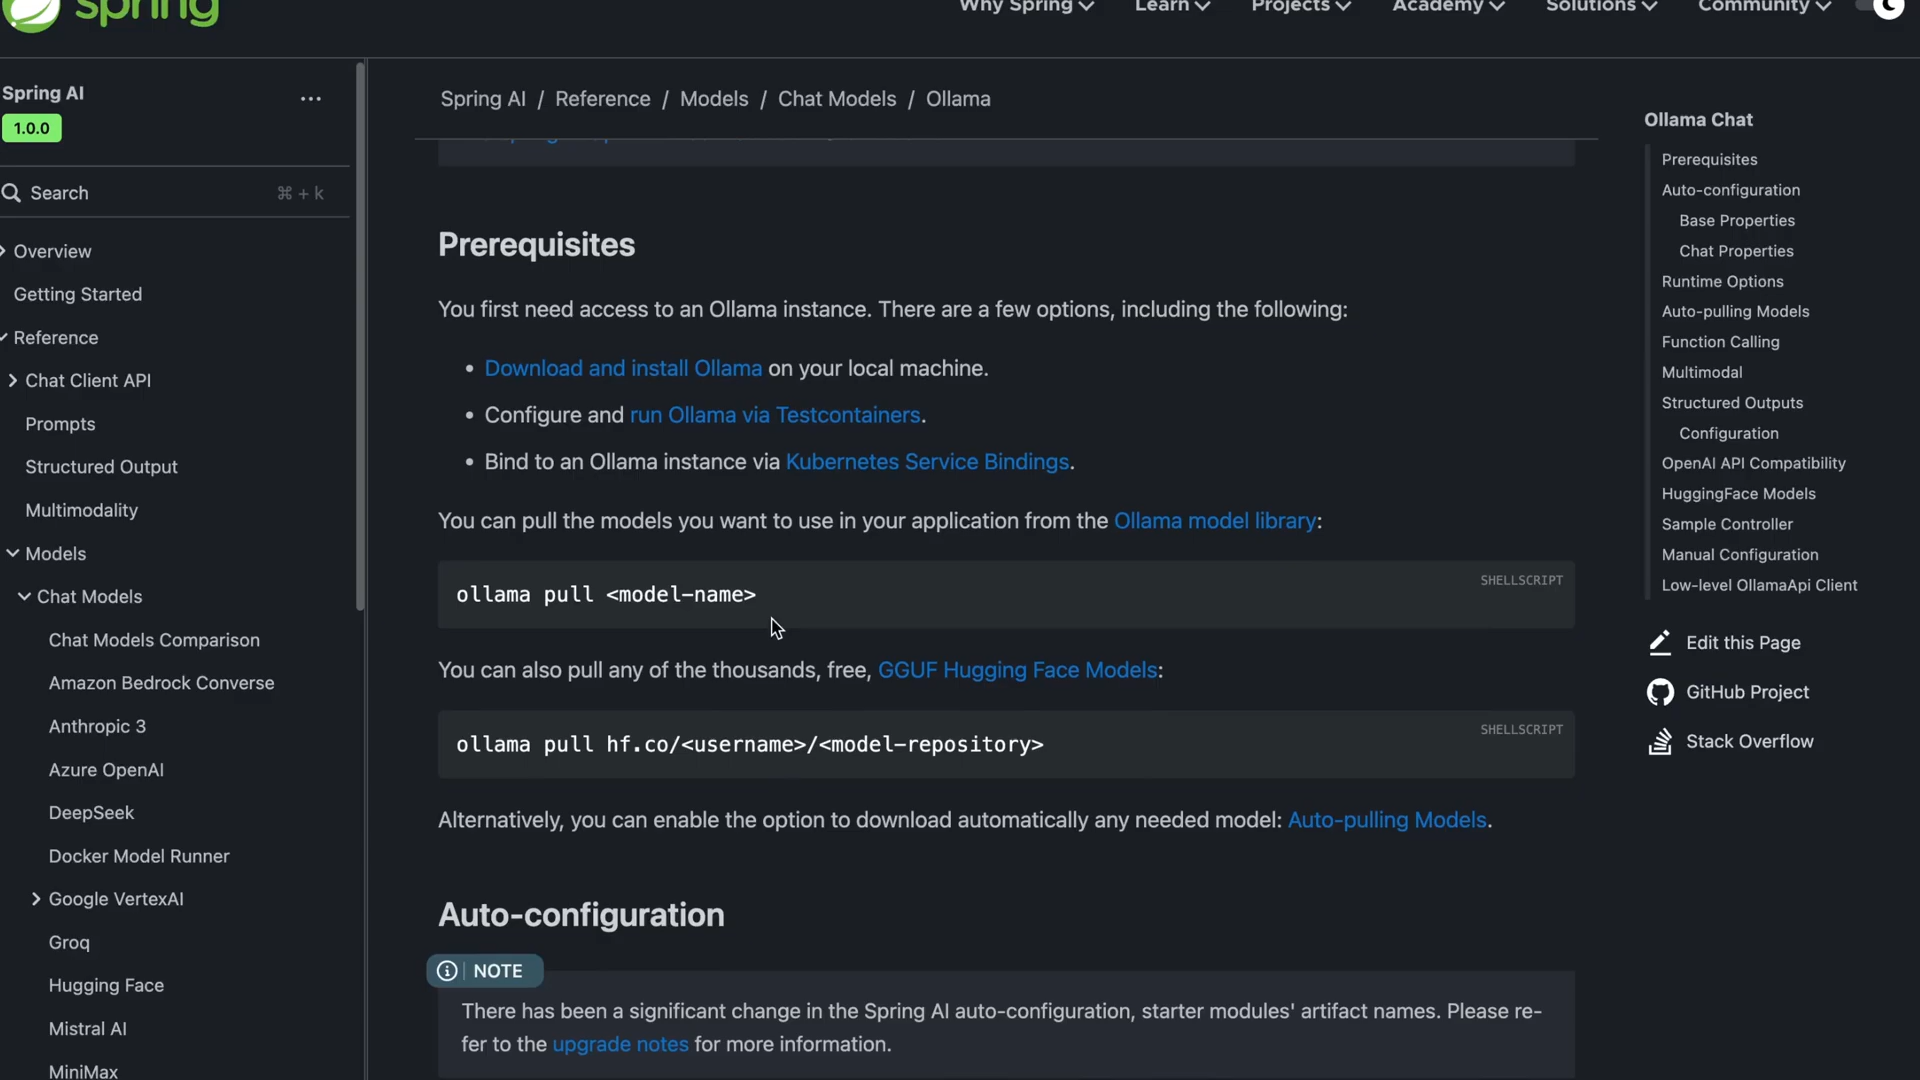 spring
Why Spring
Learn
Projects
Academy
Solutions
Community
Spring AI
1.0.0
Search
⌘ + k
Overview
Getting Started
Reference
Chat Client API
Prompts
Structured Output
Multimodality
Models
Chat Models
Chat Models Comparison
Amazon Bedrock Converse
Anthropic 3
Azure OpenAI
DeepSeek
Docker Model Runner
Google VertexAI
Groq
Hugging Face
Mistral AI
MiniMax
Spring AI / Reference / Models / Chat Models / Ollama
Prerequisites
You first need access to an Ollama instance. There are a few options, including the following:
• Download and install Ollama on your local machine.
• Configure and run Ollama via Testcontainers.
• Bind to an Ollama instance via Kubernetes Service Bindings.
You can pull the models you want to use in your application from the Ollama model library:
SHELLSCRIPT
ollama pull <model-name>
You can also pull any of the thousands, free, GGUF Hugging Face Models:
SHELLSCRIPT
ollama pull hf.co/<username>/<model-repository>
Alternatively, you can enable the option to download automatically any needed model: Auto-pulling Models.
Auto-configuration
NOTE
There has been a significant change in the Spring AI auto-configuration, starter modules' artifact names. Please re-
fer to the upgrade notes for more information.
Ollama Chat
Prerequisites
Auto-configuration
Base Properties
Chat Properties
Runtime Options
Auto-pulling Models
Function Calling
Multimodal
Structured Outputs
Configuration
OpenAI API Compatibility
HuggingFace Models
Sample Controller
Manual Configuration
Low-level OllamaApi Client
Edit this Page
GitHub Project
Stack Overflow